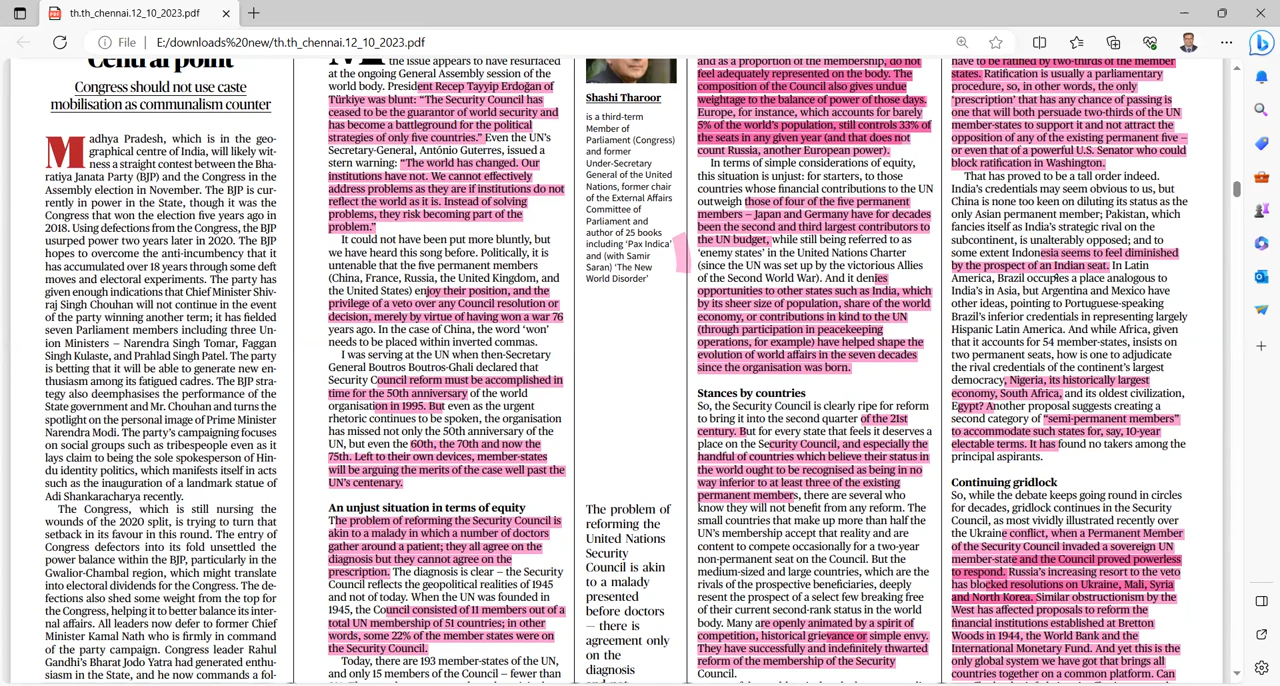 th.th_chennai.12_10_2023.pdf
File
E:/downloads%20new/th.th_chennai.12_10_2023.pdf
Central point
Congress should not use caste
mobilisation as communalism counter
Madhya Pradesh, which is in the geo-
graphical centre of India, will likely wit-
ness a straight contest between the Bha-
ratiya Janata Party (BJP) and the Congress in the
Assembly election in November. The BJP is cur-
rently in power in the State, though it was the
Congress that won the election five years ago in
2018. Using defections from the Congress, the BJP
usurped power two years later in 2020. The BJP
hopes to overcome the anti-incumbency that it
has accumulated over 18 years through some deft
moves and electoral experiments. The party has
given enough indications that Chief Minister Shiv-
raj Singh Chouhan will not continue in the event
of the party winning another term; it has fielded
seven Parliament members including three Un-
ion Ministers – Narendra Singh Tomar, Faggan
Singh Kulaste, and Prahlad Singh Patel. The party
is betting that it will be able to generate new en-
thusiasm among its fatigued cadres. The BJP stra-
tegy also deemphasises the performance of the
State government and Mr. Chouhan and turns the
spotlight on the personal image of Prime Minister
Narendra Modi. The party's campaigning focuses
on social groups such as tribespeople even as it
lays claim to being the sole spokesperson of Hin-
du identity politics, which manifests itself in acts
such as the inauguration of a landmark statue of
Adi Shankaracharya recently.
The Congress, which is still nursing the
wounds of the 2020 split, is trying to turn that
setback in its favour in this round. The entry of
Congress defectors into its fold unsettled the
power balance within the BJP, particularly in the
Gwalior-Chambal region, which might translate
into electoral dividends for the Congress. The de-
fections also shed some weight from the top for
the Congress, helping it to better balance its inter-
nal affairs. All leaders now defer to former Chief
Minister Kamal Nath who is firmly in command
of the party campaign. Congress leader Rahul
Gandhi's Bharat Jodo Yatra had generated enthu-
siasm in the State, and he now commands a fol-
the issue appears to have resurfaced
at the ongoing General Assembly session of the
world body. President Recep Tayyip Erdoğan of
Türkiye was blunt: “The Security Council has
ceased to be the guarantor of world security and
has become a battleground for the political
strategies of only five countries.” Even the UN's
Secretary-General, António Guterres, issued a
stern warning: “The world has changed. Our
institutions have not. We cannot effectively
address problems as they are if institutions do not
reflect the world as it is. Instead of solving
problems, they risk becoming part of the
problem.”
It could not have been put more bluntly, but
we have heard this song before. Politically, it is
untenable that the five permanent members
(China, France, Russia, the United Kingdom, and
the United States) enjoy their position, and the
privilege of a veto over any Council resolution or
decision, merely by virtue of having won a war 76
years ago. In the case of China, the word ‘won’
needs to be placed within inverted commas.
I was serving at the UN when then-Secretary
General Boutros Boutros-Ghali declared that
Security Council reform must be accomplished in
time for the 50th anniversary of the world
organisation in 1995. But even as the urgent
rhetoric continues to be spoken, the organisation
has missed not only the 50th anniversary of the
UN, but even the 60th, the 70th and now the
75th. Left to their own devices, member-states
will be arguing the merits of the case well past the
UN's centenary.
An unjust situation in terms of equity
The problem of reforming the Security Council is
akin to a malady in which a number of doctors
gather around a patient; they all agree on the
diagnosis but they cannot agree on the
prescription. The diagnosis is clear – the Security
Council reflects the geopolitical realities of 1945
and not of today. When the UN was founded in
1945, the Council consisted of 11 members out of a
total UN membership of 51 countries; in other
words, some 22% of the member states were on
the Security Council.
Today, there are 193 member-states of the UN,
and only 15 members of the Council – fewer than
Shashi Tharoor
is a third-term
Member of
Parliament (Congress)
and former
Under-Secretary
General of the United
Nations, former chair
of the External Affairs
Committee of
Parliament and
author of 25 books
including ‘Pax Indica’
and (with Samir
Saran) ‘The New
World Disorder’
The problem of
reforming the
United Nations
Security
Council is akin
to a malady
presented
before doctors
– there is
agreement only
on the
diagnosis
and as a proportion of the membership, do not
feel adequately represented on the body. The
composition of the Council also gives undue
weightage to the balance of power of those days.
Europe, for instance, which accounts for barely
5% of the world's population, still controls 33% of
the seats in any given year (and that does not
count Russia, another European power).
In terms of simple considerations of equity,
this situation is unjust: for starters, to those
countries whose financial contributions to the UN
outweigh those of four of the five permanent
members – Japan and Germany have for decades
been the second and third largest contributors to
the UN budget, while still being referred to as
‘enemy states’ in the United Nations Charter
(since the UN was set up by the victorious Allies
of the Second World War). And it denies
opportunities to other states such as India, which
by its sheer size of population, share of the world
economy, or contributions in kind to the UN
(through participation in peacekeeping
operations, for example) have helped shape the
evolution of world affairs in the seven decades
since the organisation was born.
Stances by countries
So, the Security Council is clearly ripe for reform
to bring it into the second quarter of the 21st
century. But for every state that feels it deserves a
place on the Security Council, and especially the
handful of countries which believe their status in
the world ought to be recognised as being in no
way inferior to at least three of the existing
permanent members, there are several who
know they will not benefit from any reform. The
small countries that make up more than half the
UN's membership accept that reality and are
content to compete occasionally for a two-year
non-permanent seat on the Council. But the
medium-sized and large countries, which are the
rivals of the prospective beneficiaries, deeply
resent the prospect of a select few breaking free
of their current second-rank status in the world
body. Many are openly animated by a spirit of
competition, historical grievance or simple envy.
They have successfully and indefinitely thwarted
reform of the membership of the Security
Council.
have to be ratified by two-thirds of the member
states. Ratification is usually a parliamentary
procedure, so, in other words, the only
‘prescription’ that has any chance of passing is
one that will both persuade two-thirds of the UN
member-states to support it and not attract the
opposition of any of the existing permanent five –
or even that of a powerful U.S. Senator who could
block ratification in Washington.
That has proved to be a tall order indeed.
India's credentials may seem obvious to us, but
China is none too keen on diluting its status as the
only Asian permanent member; Pakistan, which
fancies itself as India's strategic rival on the
subcontinent, is unalterably opposed; and to
some extent Indonesia seems to feel diminished
by the prospect of an Indian seat. In Latin
America, Brazil occupies a place analogous to
India's in Asia, but Argentina and Mexico have
other ideas, pointing to Portuguese-speaking
Brazil's inferior credentials in representing largely
Hispanic Latin America. And while Africa, given
that it accounts for 54 member-states, insists on
two permanent seats, how is one to adjudicate
the rival credentials of the continent's largest
democracy, Nigeria, its historically largest
economy, South Africa, and its oldest civilization,
Egypt? Another proposal suggests creating a
second category of “semi-permanent members”
to accommodate such states for, say, 10-year
electable terms. It has found no takers among the
principal aspirants.
Continuing gridlock
So, while the debate keeps going round in circles
for decades, gridlock continues in the Security
Council, as most vividly illustrated recently over
the Ukraine conflict, when a Permanent Member
of the Security Council invaded a sovereign UN
member-state and the Council proved powerless
to respond. Russia's increasing resort to the veto
has blocked resolutions on Ukraine, Mali, Syria
and North Korea. Similar obstructionism by the
West has affected proposals to reform the
financial institutions established at Bretton
Woods in 1944, the World Bank and the
International Monetary Fund. And yet this is the
only global system we have got that brings all
countries together on a common platform. Can